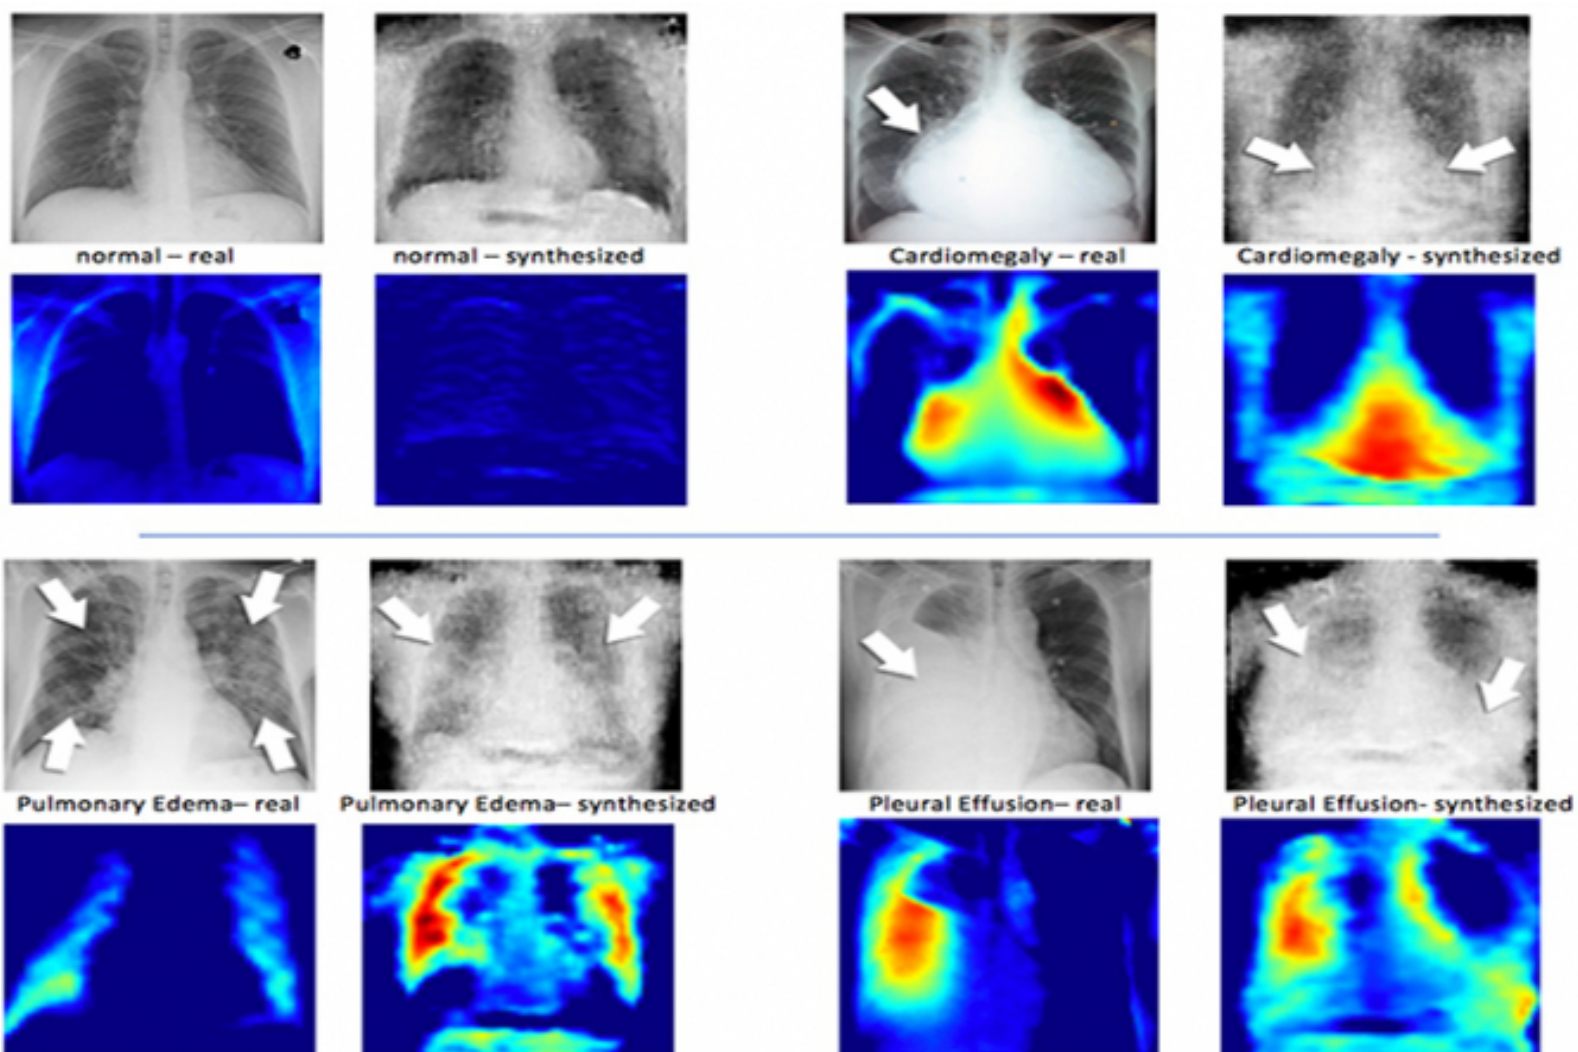 normal – real
normal – synthesized
Cardiomegaly – real
Cardiomegaly - synthesized
Pulmonary Edema– real
Pulmonary Edema– synthesized
Pleural Effusion– real
Pleural Effusion- synthesized